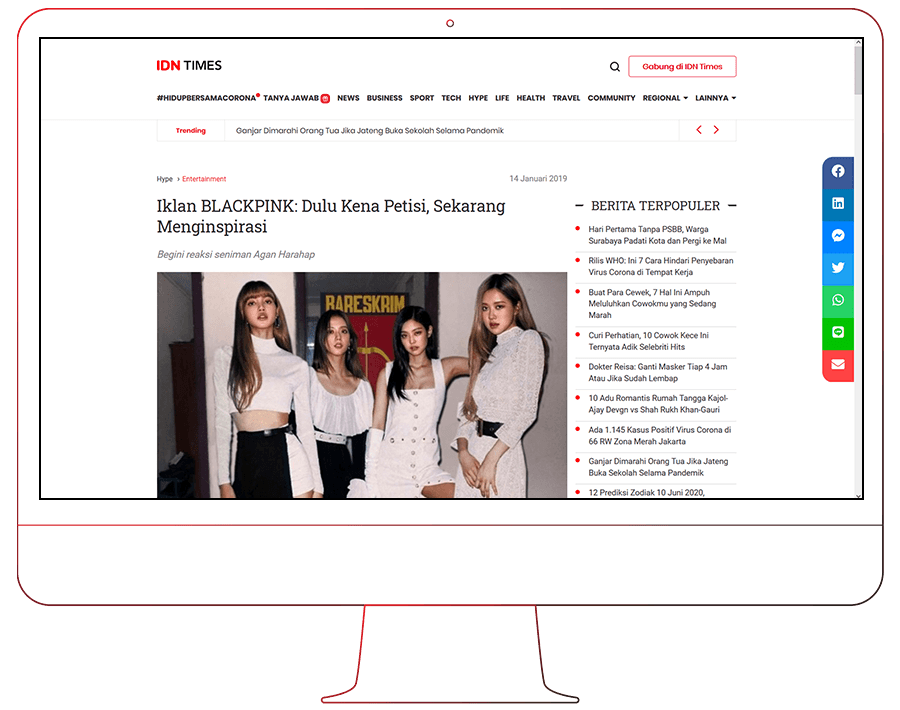 IDN TIMES
Gabung di IDN Times
#HIDUPBERSAMACORONA TANYA JAWAB NEWS BUSINESS SPORT TECH HYPE LIFE HEALTH TRAVEL COMMUNITY REGIONAL LAINNYA
Trending Ganjar Dimarahi Orang Tua Jika Jateng Buka Sekolah Selama Pandemik
Hype › Entertainment
14 Januari 2019
Iklan BLACKPINK: Dulu Kena Petisi, Sekarang
Menginspirasi
Begini reaksi seniman Agan Harahap
BARESKRIM
BERITA TERPOPULER
Hari Pertama Tanpa PSBB, Warga
Surabaya Padati Kota dan Pergi ke Mal
Rilis WHO: Ini 7 Cara Hindari Penyebaran
Virus Corona di Tempat Kerja
Buat Para Cewek, 7 Hal Ini Ampuh
Meluluhkan Cowokmu yang Sedang
Marah
Curi Perhatian, 10 Cowok Kece Ini
Ternyata Adik Selebriti Hits
Dokter Reisa: Ganti Masker Tiap 4 Jam
Atau Jika Sudah Lembap
10 Adu Romantis Rumah Tangga Kajol-
Ajay Devgn vs Shah Rukh Khan-Gauri
Ada 1.145 Kasus Positif Virus Corona di
66 RW Zona Merah Jakarta
Ganjar Dimarahi Orang Tua Jika Jateng
Buka Sekolah Selama Pandemik
12 Prediksi Zodiak 10 Juni 2020,